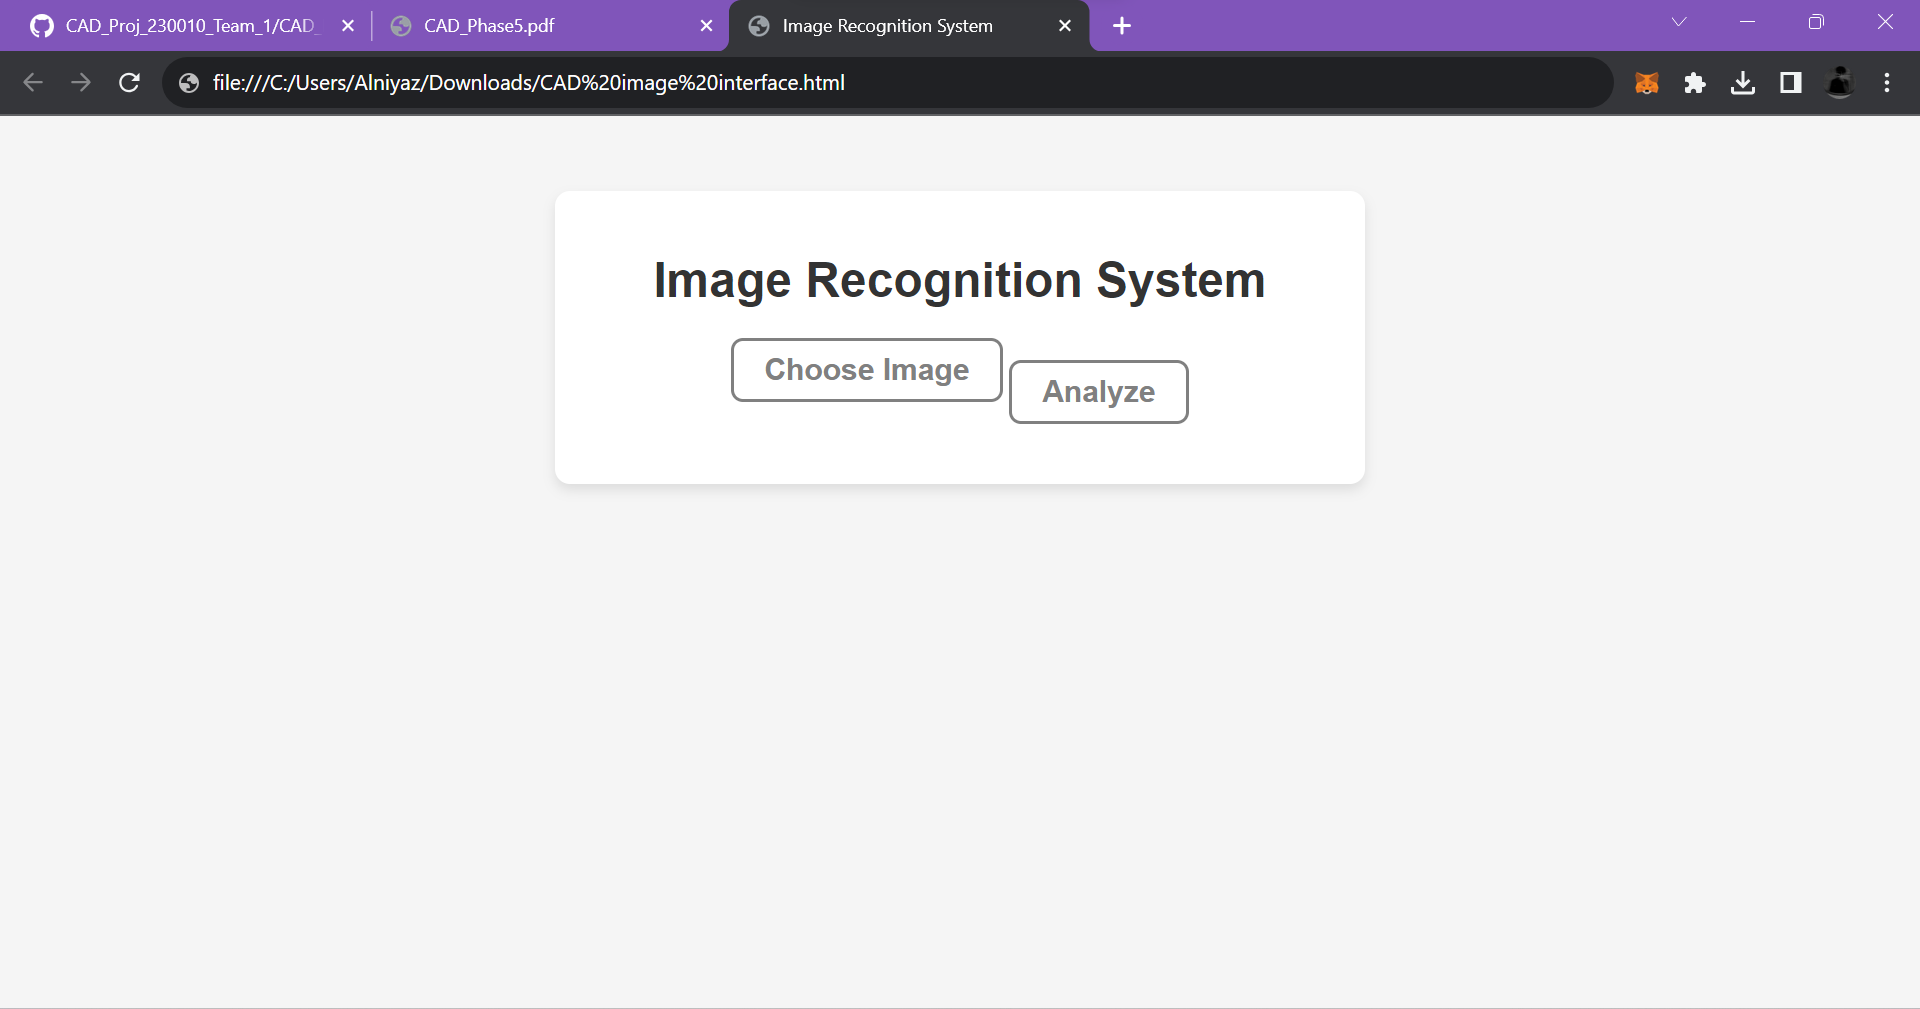 CAD_Proj_230010_Team_1/CAD_
CAD_Phase5.pdf
Image Recognition System
file:///C:/Users/Alniyaz/Downloads/CAD%20image%20interface.html
Image Recognition System
Choose Image
Analyze